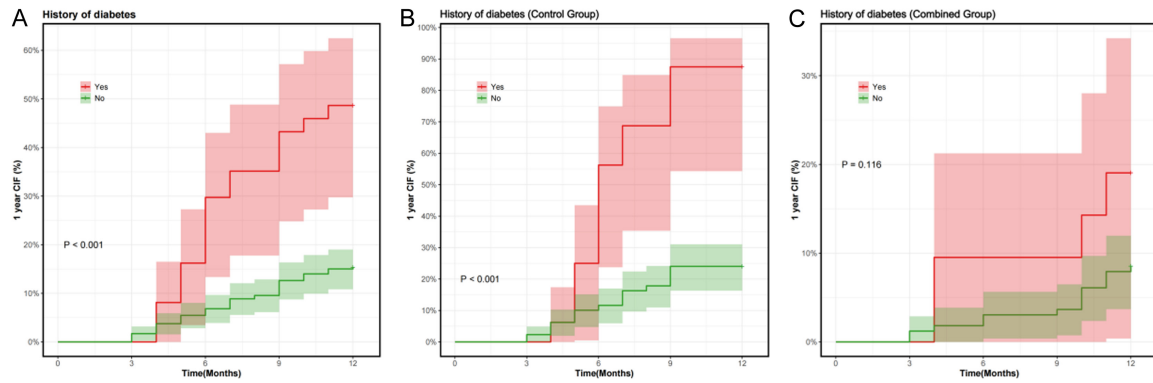 A
History of diabetes
1 year CIF (%)
60%
50%
40%
30%
20%
10%
0%
Yes
No
P < 0.001
0
3
6
9
12
Time(Months)
B
History of diabetes (Control Group)
1 year CIF (%)
100%
90%
80%
70%
60%
50%
40%
30%
20%
10%
0%
Yes
No
P < 0.001
0
3
6
9
12
Time(Months)
C
History of diabetes (Combined Group)
1 year CIF (%)
30%
20%
10%
0%
Yes
No
P = 0.116
0
3
6
9
12
Time(Months)